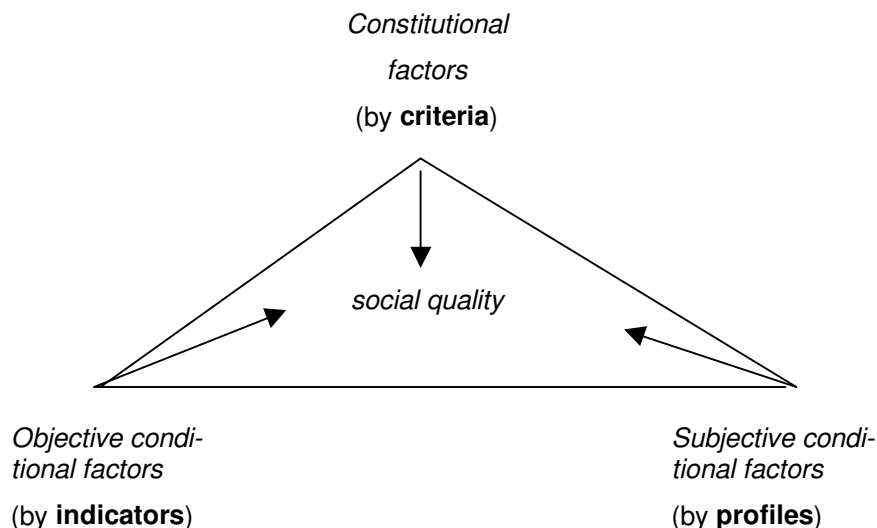 Constitutional
factors
(by criteria)
social quality
Objective condi-
tional factors
(by indicators)
Subjective condi-
tional factors
(by profiles)